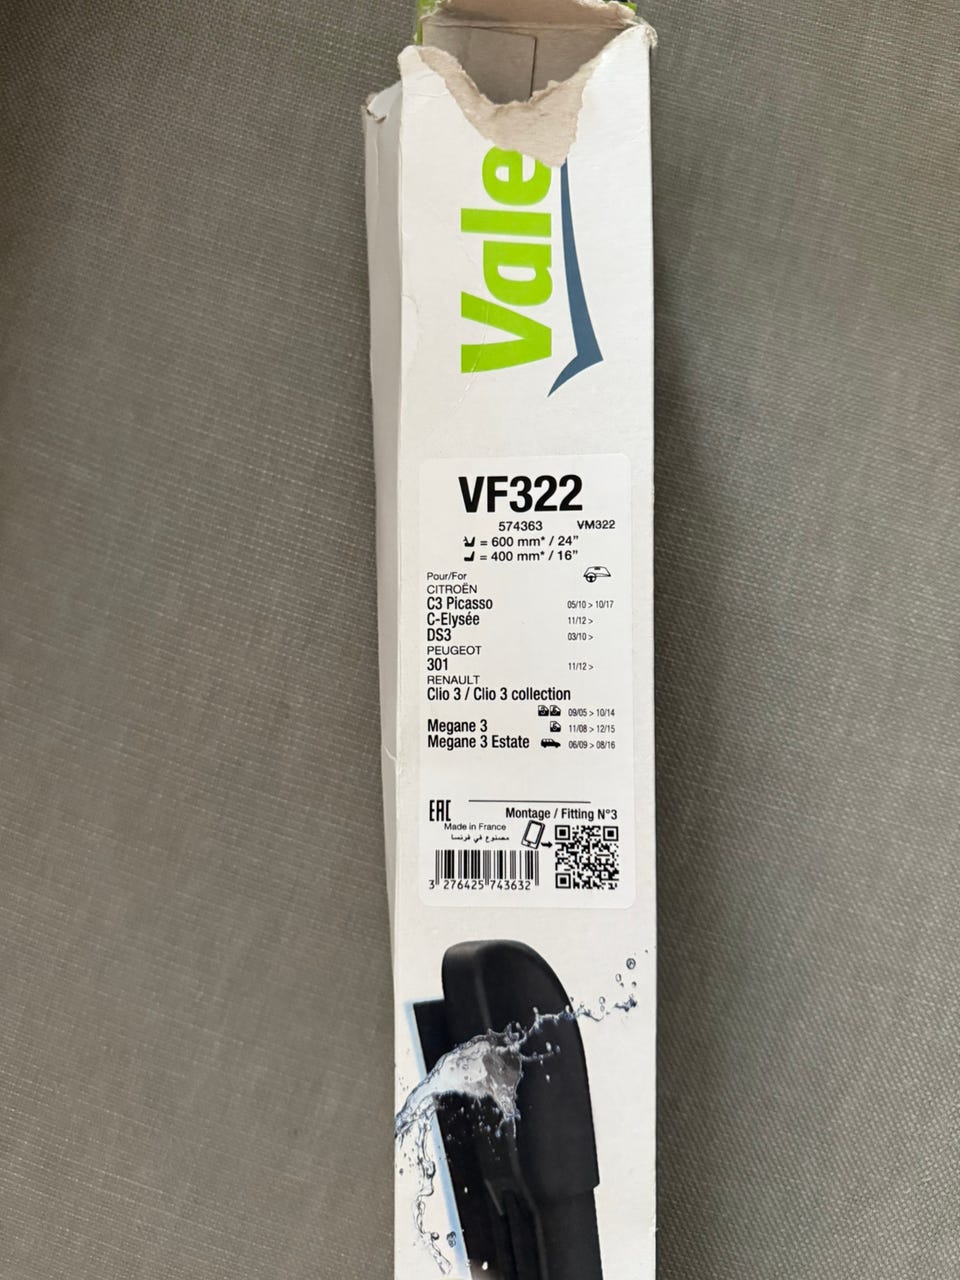 Vale
VF322
574363 VM322
= 600 mm* / 24”
= 400 mm* / 16”
Pour/For
CITROËN
C3 Picasso 05/10 > 10/17
C-Elysée 11/12 >
DS3 03/10 >
PEUGEOT
301 11/12 >
RENAULT
Clio 3 / Clio 3 collection
09/05 > 10/14
Megane 3 11/08 > 12/15
Megane 3 Estate 06/09 > 08/16
EAC Montage / Fitting N°3
Made in France
مصنوع في فرنسا
3 276425 743632